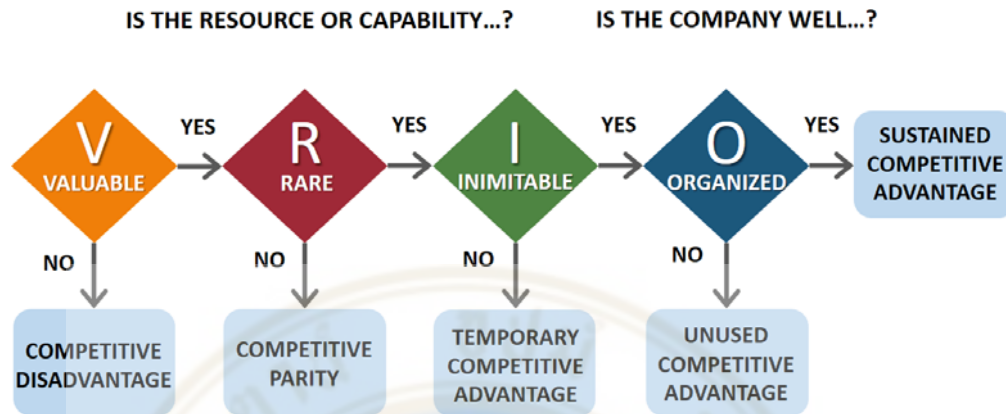 IS THE RESOURCE OR CAPABILITY...?
IS THE COMPANY WELL...?
V
VALUABLE
YES
R
RARE
YES
I
INIMITABLE
YES
O
ORGANIZED
YES
SUSTAINED
COMPETITIVE
ADVANTAGE
NO
NO
NO
NO
COMPETITIVE
DISADVANTAGE
COMPETITIVE
PARITY
TEMPORARY
COMPETITIVE
ADVANTAGE
UNUSED
COMPETITIVE
ADVANTAGE